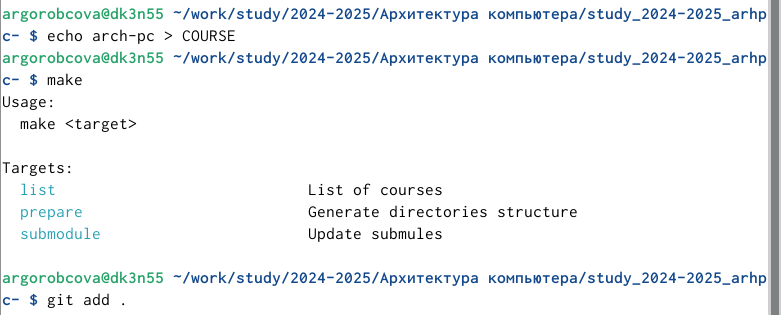 argorobcova@dk3n55 ~/work/study/2024-2025/Архитектура компьютера/study_2024-2025_arhp
c- $ echo arch-pc > COURSE
argorobcova@dk3n55 ~/work/study/2024-2025/Архитектура компьютера/study_2024-2025_arhp
c- $ make
Usage:
  make <target>

Targets:
  list                            List of courses
  prepare                         Generate directories structure
  submodule                       Update submules

argorobcova@dk3n55 ~/work/study/2024-2025/Архитектура компьютера/study_2024-2025_arhp
c- $ git add .